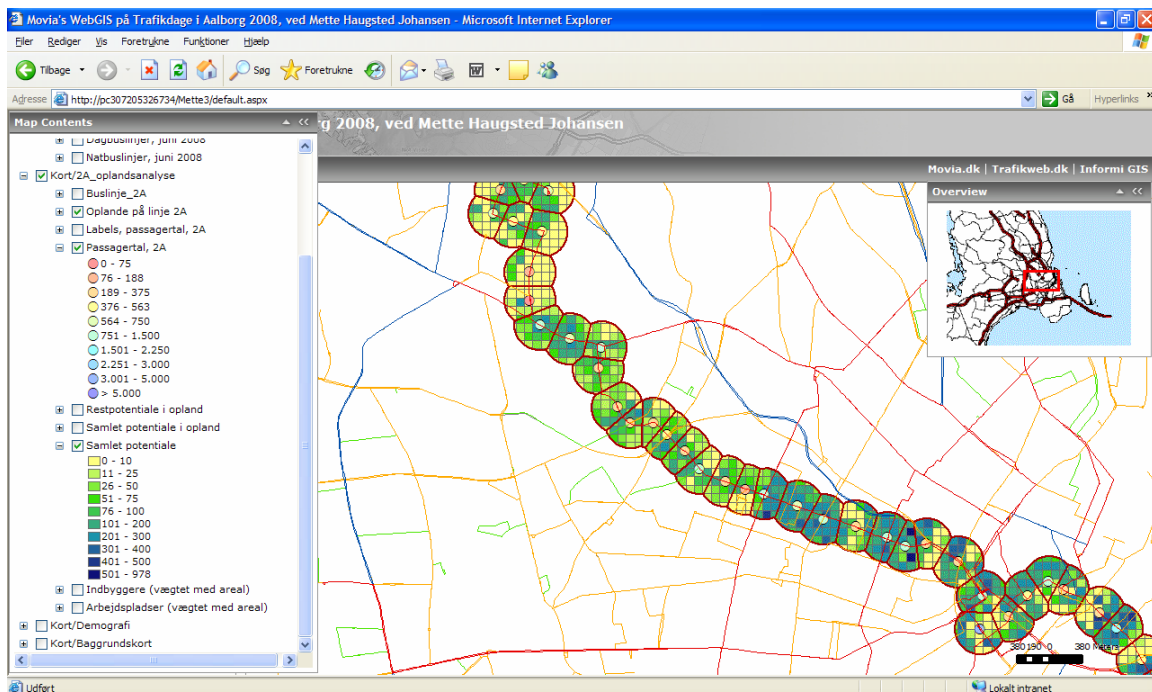 Movia's WebGIS på Trafikdage i Aalborg 2008, ved Mette Haugsted Johansen - Microsoft Internet Explorer
Filer Rediger Vis Foretrukne Funktioner Hjælp
Tilbage Søg Foretrukne
Adresse http://pc307205326734/Mette3/default.aspx Gå Hyperlinks »
Map Contents
g 2008, ved Mette Haugsted Johansen
Movia.dk | Trafikweb.dk | Informi GIS
Overview
Dagbuslinjer, juni 2008
Natbuslinjer, juni 2008
Kort/2A_oplandsanalyse
Buslinje_2A
Oplande på linje 2A
Labels, passagertal, 2A
Passagertal, 2A
0 - 75
76 - 188
189 - 375
376 - 563
564 - 750
751 - 1.500
1.501 - 2.250
2.251 - 3.000
3.001 - 5.000
> 5.000
Restpotentiale i opland
Samlet potentiale i opland
Samlet potentiale
0 - 10
11 - 25
26 - 50
51 - 75
76 - 100
101 - 200
201 - 300
301 - 400
401 - 500
501 - 978
Indbyggere (vægtet med areal)
Arbejdspladser (vægtet med areal)
Kort/Demografi
Kort/Baggrundskort
380190 0 380 Meters
Udført Lokalt intranet